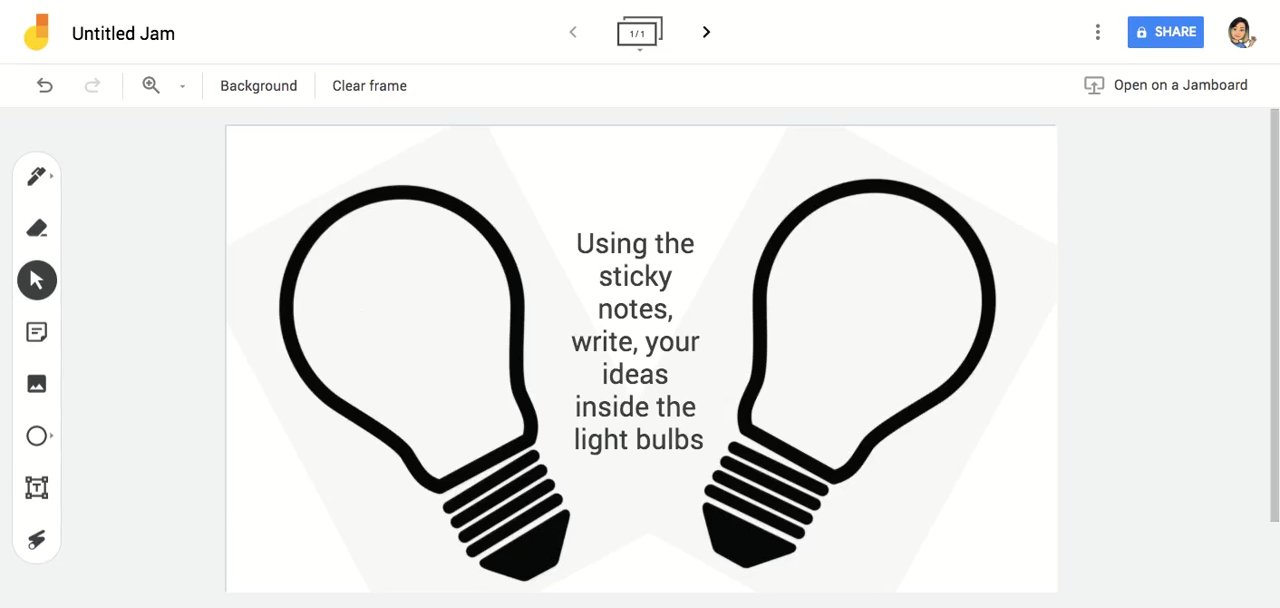 Untitled Jam
1/1
SHARE
Background
Clear frame
Open on a Jamboard
T
Using the
sticky
notes,
write, your
ideas
inside the
light bulbs